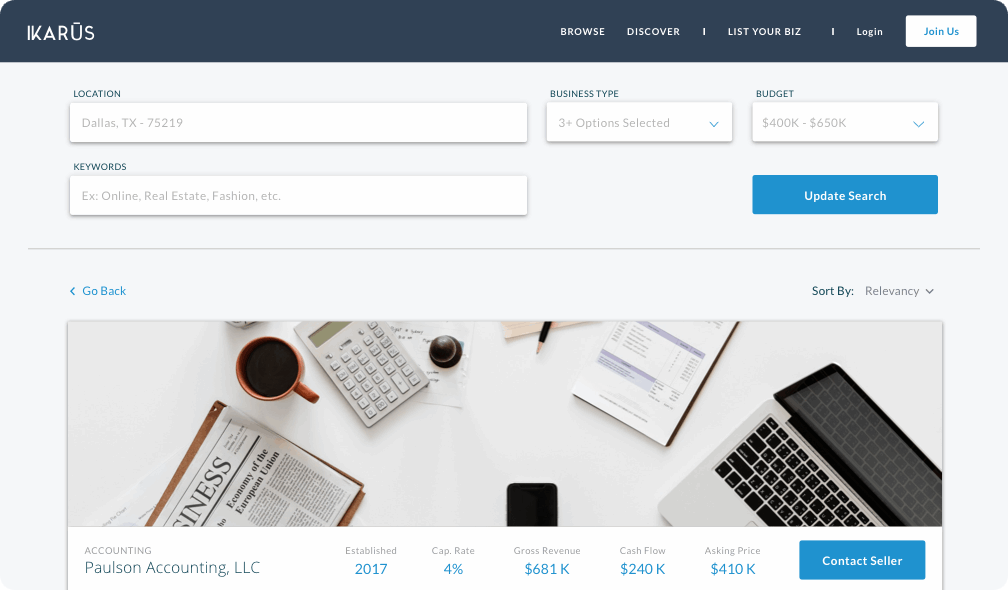 IKARŪS
BROWSE DISCOVER I LIST YOUR BIZ I Login Join Us
LOCATION BUSINESS TYPE BUDGET
Dallas, TX - 75219 3+ Options Selected $400K - $650K
KEYWORDS
Ex: Online, Real Estate, Fashion, etc. Update Search
Go Back Sort By: Relevancy
INESS
Economy of the
European Union
ACCOUNTING
Paulson Accounting, LLC
Established Cap. Rate Gross Revenue Cash Flow Asking Price
2017 4% $681 K $240 K $410 K
Contact Seller